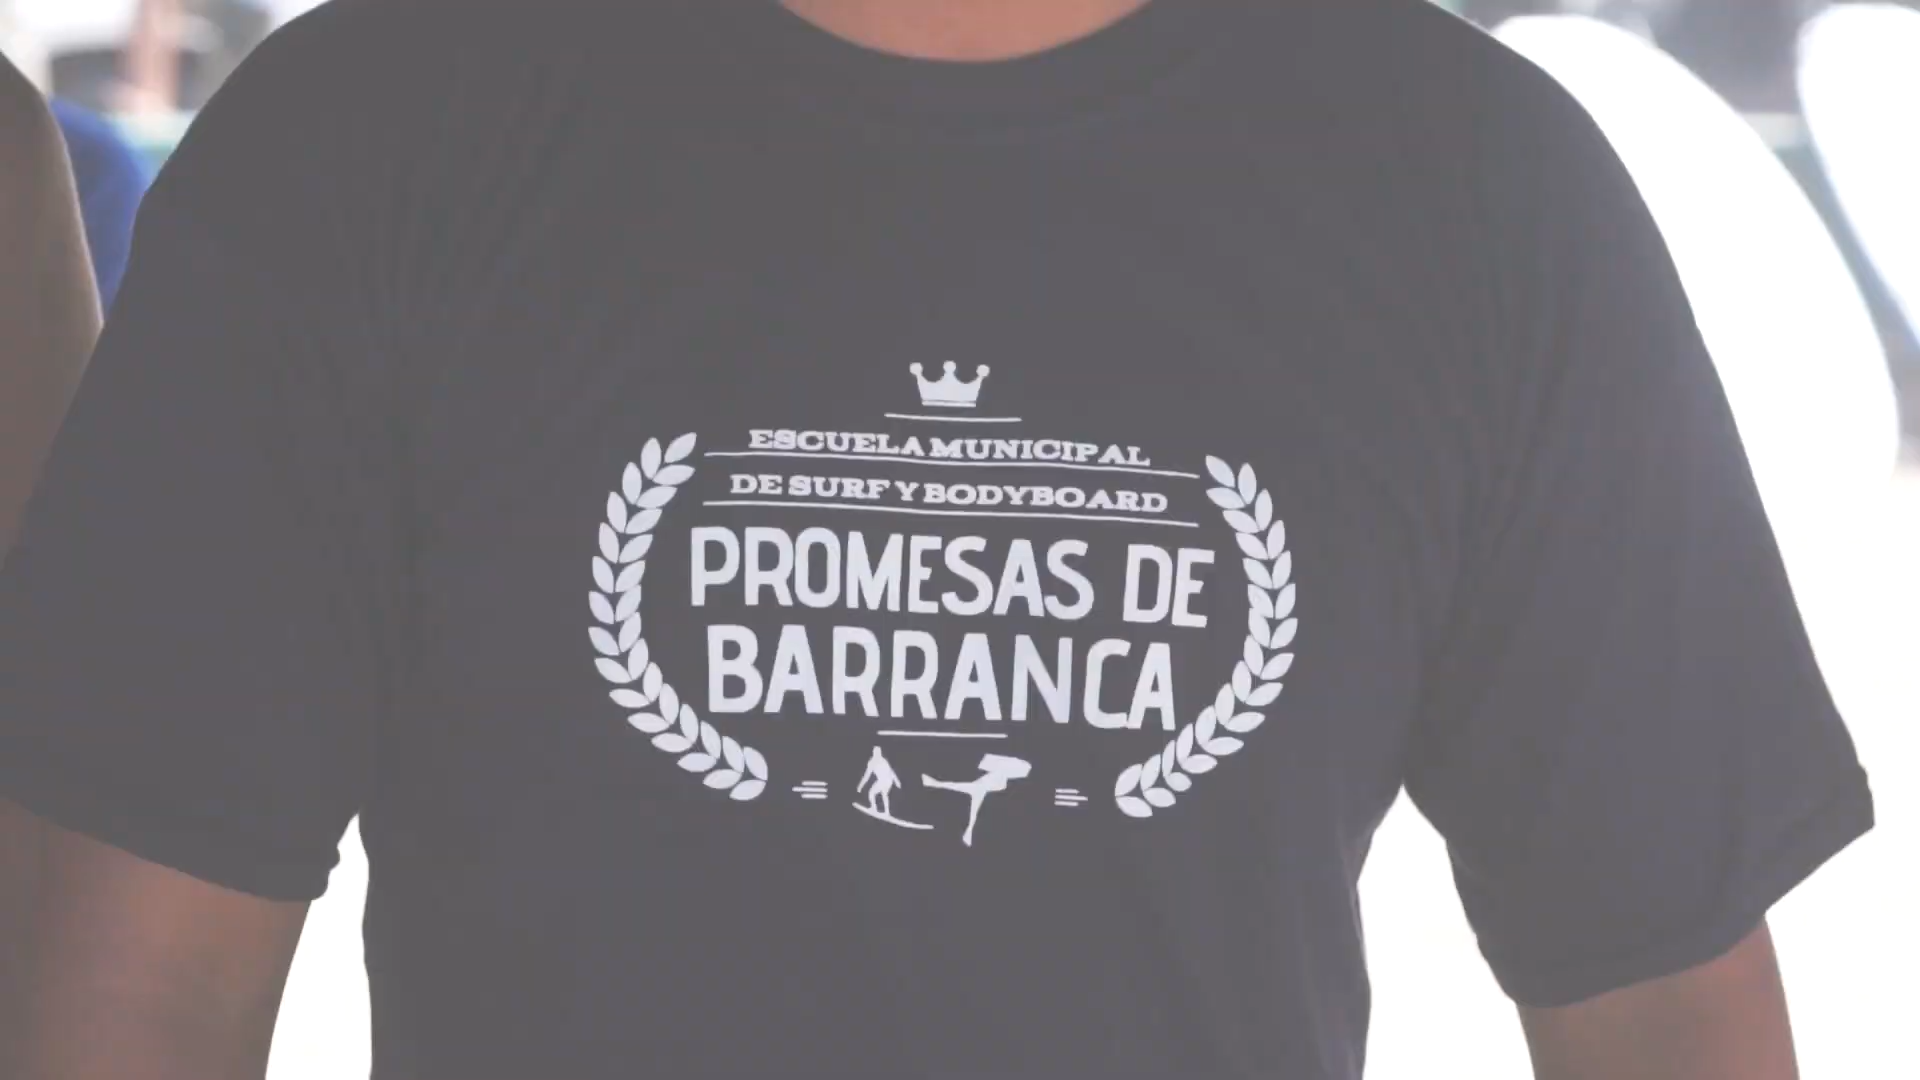 ESCUELA MUNICIPAL
DE SURF Y BODYBOARD
PROMESAS DE
BARRANCA